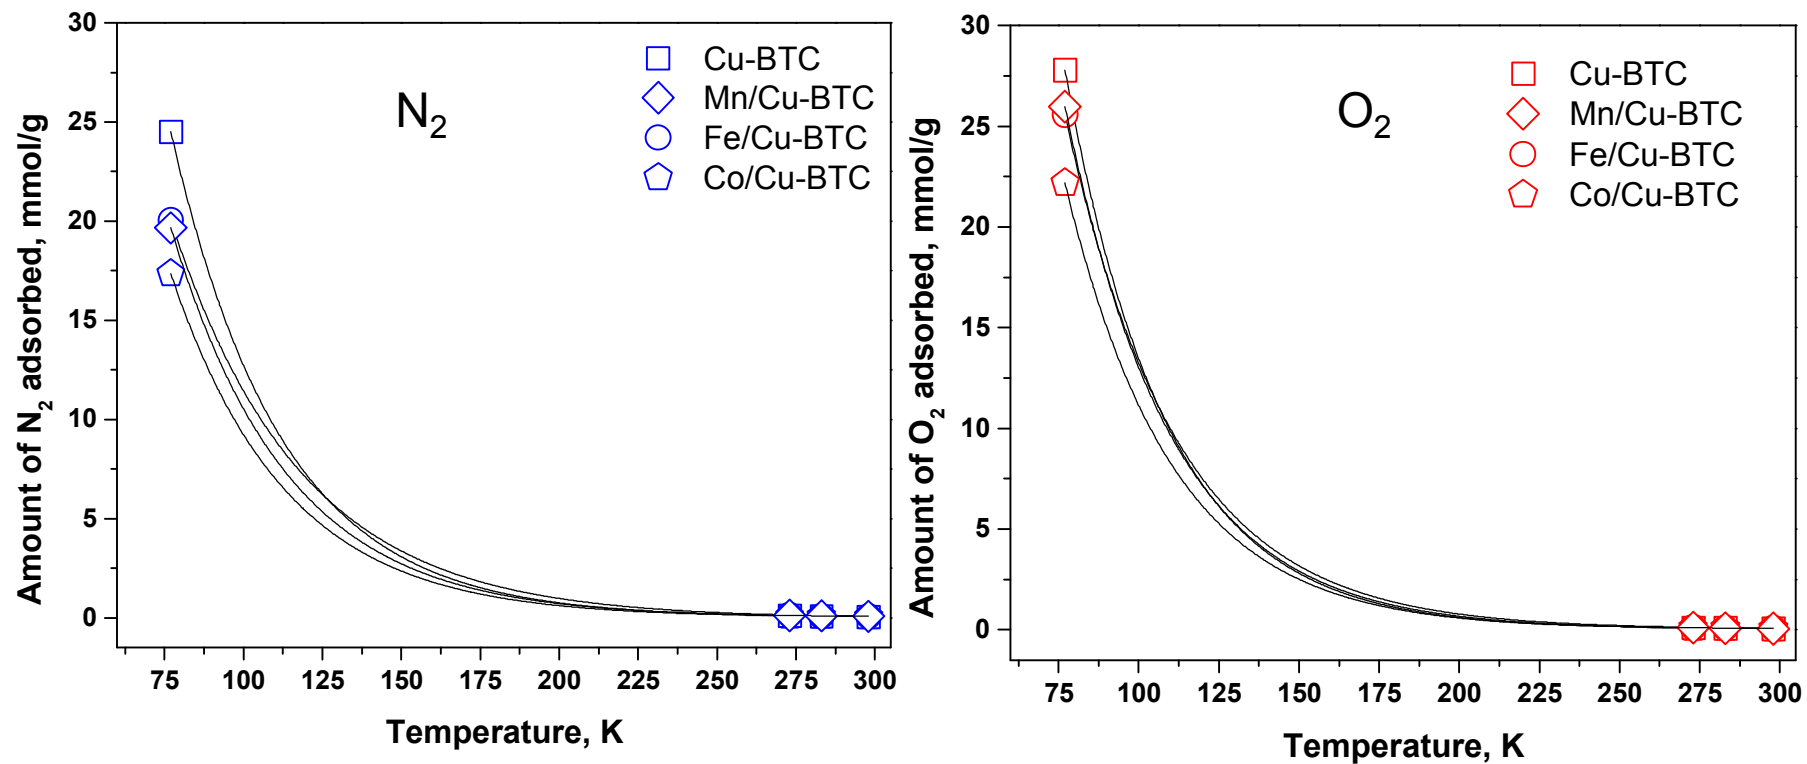 30
25
20
15
10
5
0
Amount of N2 adsorbed, mmol/g
N2
Cu-BTC
Mn/Cu-BTC
Fe/Cu-BTC
Co/Cu-BTC
75 100 125 150 175 200 225 250 275 300
Temperature, K
30
25
20
15
10
5
0
Amount of O2 adsorbed, mmol/g
O2
Cu-BTC
Mn/Cu-BTC
Fe/Cu-BTC
Co/Cu-BTC
75 100 125 150 175 200 225 250 275 300
Temperature, K